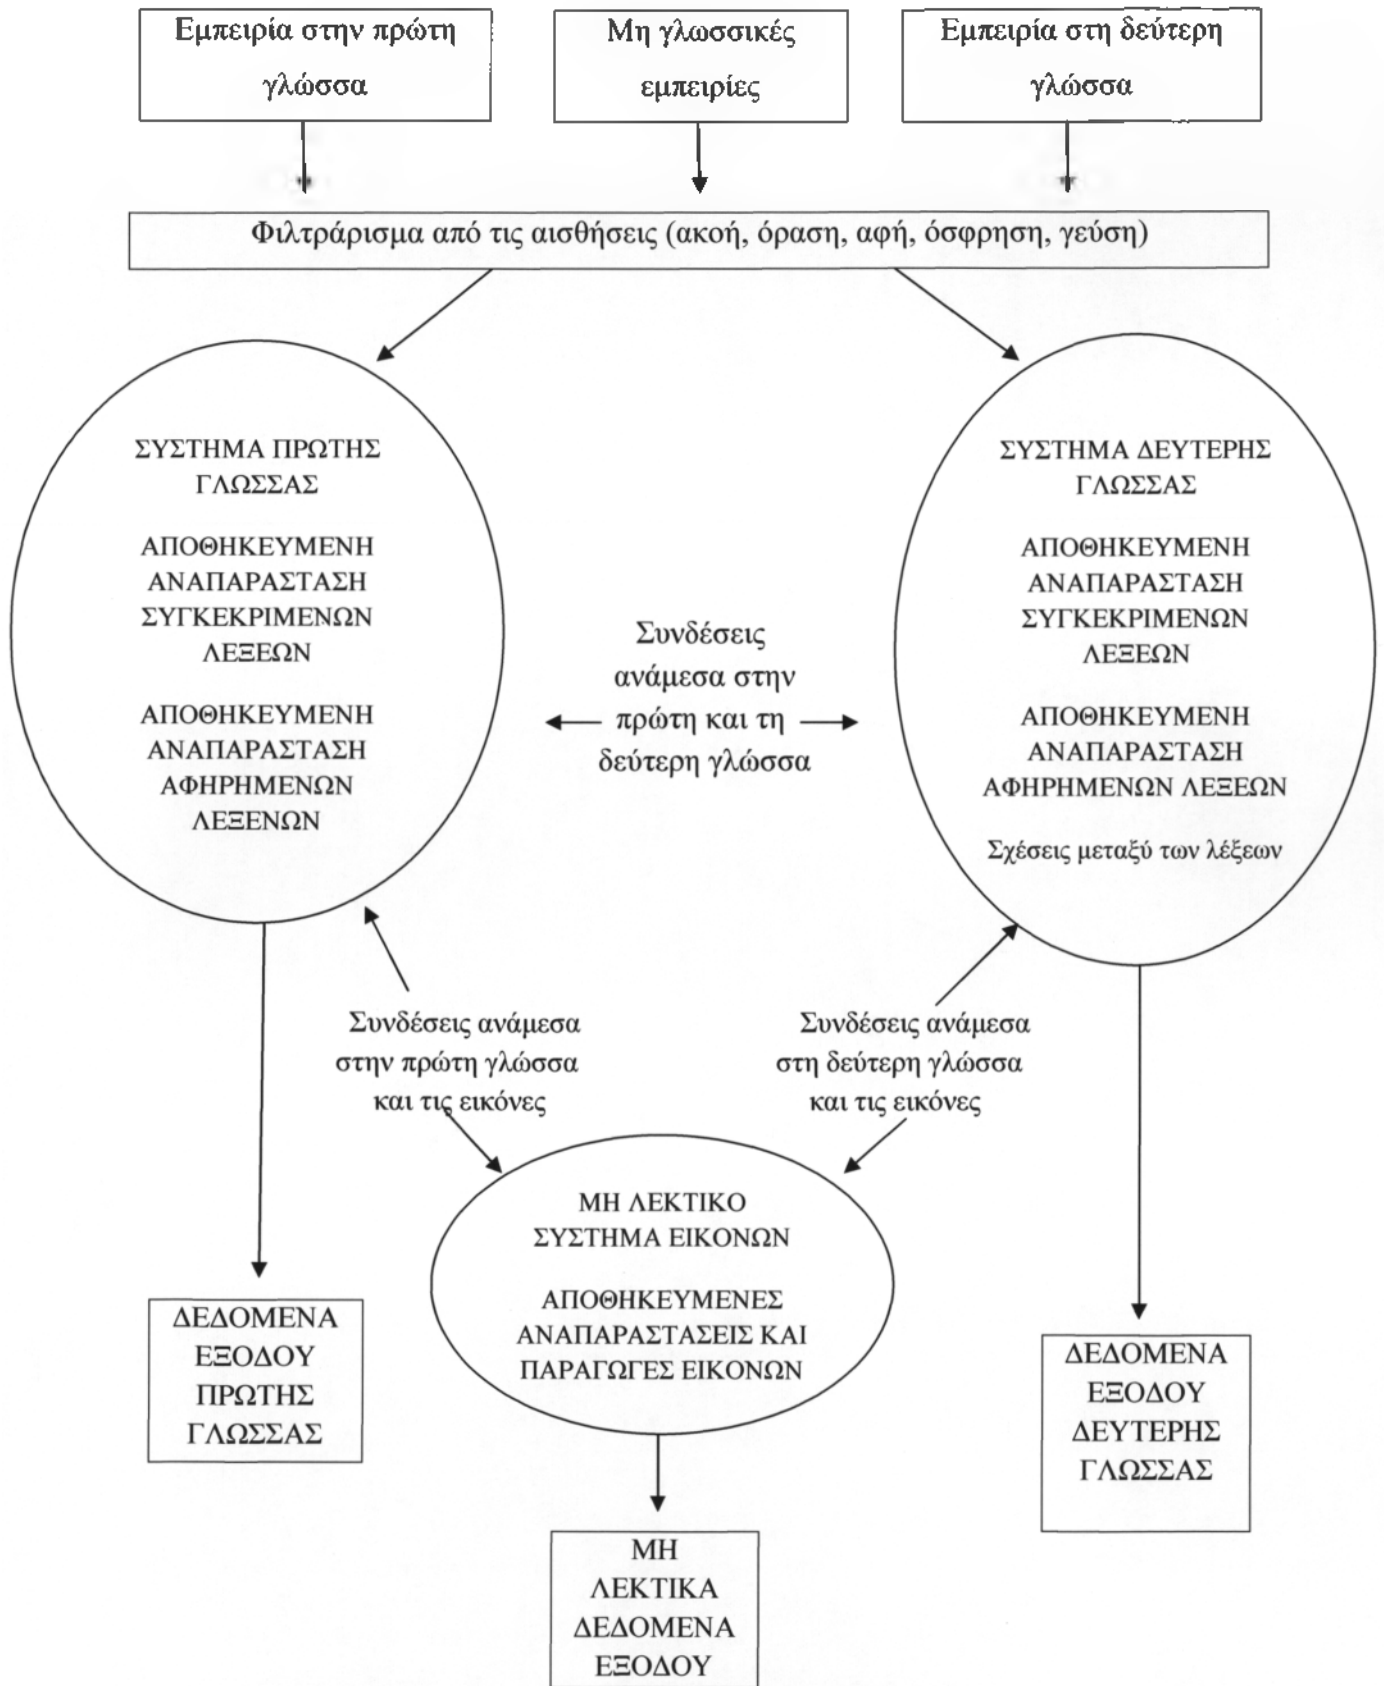 Εμπειρία στην πρώτη
γλώσσα
Μη γλωσσικές
εμπειρίες
Εμπειρία στη δεύτερη
γλώσσα
Φιλτράρισμα από τις αισθήσεις (ακοή, όραση, αφή, όσφρηση, γεύση)
ΣΥΣΤΗΜΑ ΠΡΩΤΗΣ
ΓΛΩΣΣΑΣ
ΑΠΟΘΗΚΕΥΜΕΝΗ
ΑΝΑΠΑΡΑΣΤΑΣΗ
ΣΥΓΚΕΚΡΙΜΕΝΩΝ
ΛΕΞΕΩΝ
ΑΠΟΘΗΚΕΥΜΕΝΗ
ΑΝΑΠΑΡΑΣΤΑΣΗ
ΑΦΗΡΗΜΕΝΩΝ
ΛΕΞΕΝΩΝ
Συνδέσεις
ανάμεσα στην
πρώτη και τη
δεύτερη γλώσσα
ΣΥΣΤΗΜΑ ΔΕΥΤΕΡΗΣ
ΓΛΩΣΣΑΣ
ΑΠΟΘΗΚΕΥΜΕΝΗ
ΑΝΑΠΑΡΑΣΤΑΣΗ
ΣΥΓΚΕΚΡΙΜΕΝΩΝ
ΛΕΞΕΩΝ
ΑΠΟΘΗΚΕΥΜΕΝΗ
ΑΝΑΠΑΡΑΣΤΑΣΗ
ΑΦΗΡΗΜΕΝΩΝ ΛΕΞΕΩΝ
Σχέσεις μεταξύ των λέξεων
Συνδέσεις ανάμεσα
στην πρώτη γλώσσα
και τις εικόνες
Συνδέσεις ανάμεσα
στη δεύτερη γλώσσα
και τις εικόνες
ΜΗ ΛΕΚΤΙΚΟ
ΣΥΣΤΗΜΑ ΕΙΚΟΝΩΝ
ΑΠΟΘΗΚΕΥΜΕΝΕΣ
ΑΝΑΠΑΡΑΣΤΑΣΕΙΣ ΚΑΙ
ΠΑΡΑΓΩΓΕΣ ΕΙΚΟΝΩΝ
ΔΕΔΟΜΕΝΑ
ΕΞΟΔΟΥ
ΠΡΩΤΗΣ
ΓΛΩΣΣΑΣ
ΔΕΔΟΜΕΝΑ
ΕΞΟΔΟΥ
ΔΕΥΤΕΡΗΣ
ΓΛΩΣΣΑΣ
ΜΗ
ΛΕΚΤΙΚΑ
ΔΕΔΟΜΕΝΑ
ΕΞΟΔΟΥ